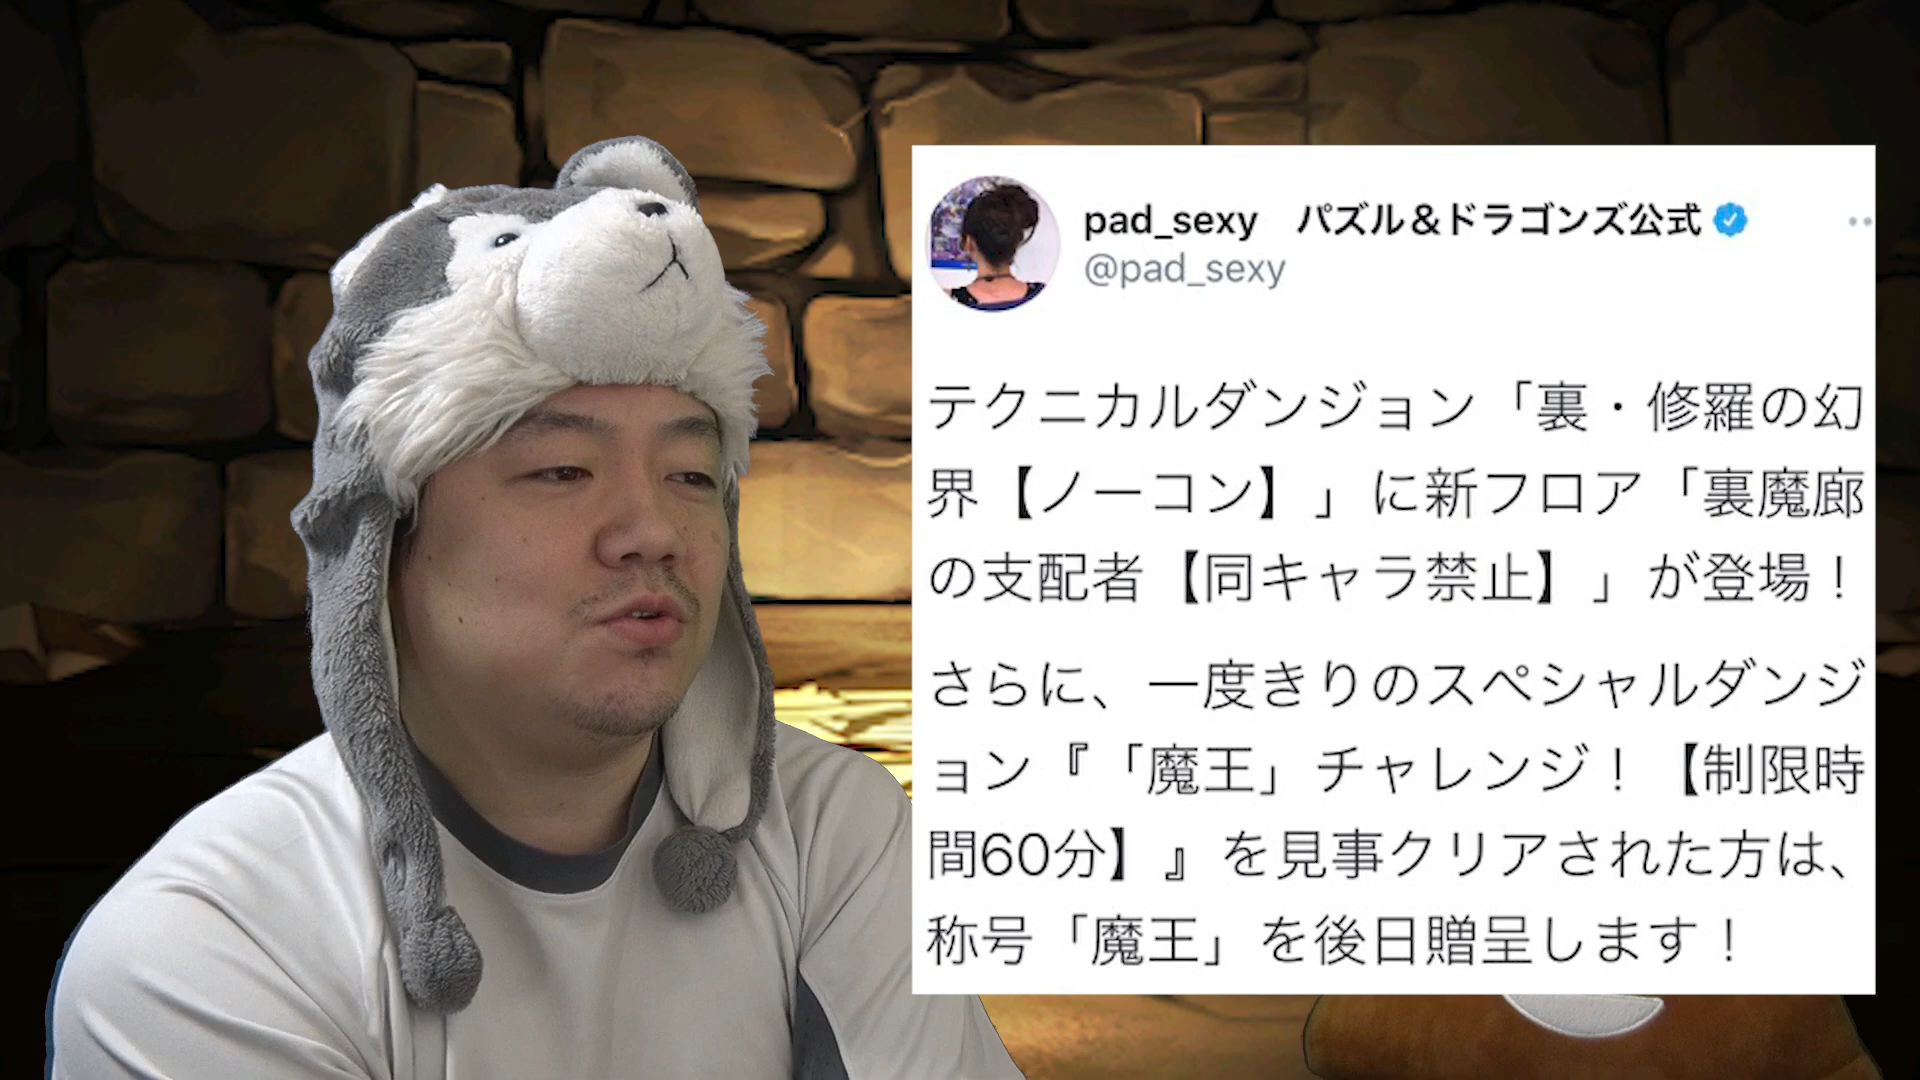 pad_sexy　パズル＆ドラゴンズ公式
@pad_sexy
テクニカルダンジョン「裏・修羅の幻
界【ノーコン】」に新フロア「裏魔廊
の支配者【同キャラ禁止】」が登場！
さらに、一度きりのスペシャルダンジ
ョン『「魔王」チャレンジ！【制限時
間60分】』を見事クリアされた方は、
称号「魔王」を後日贈呈します！